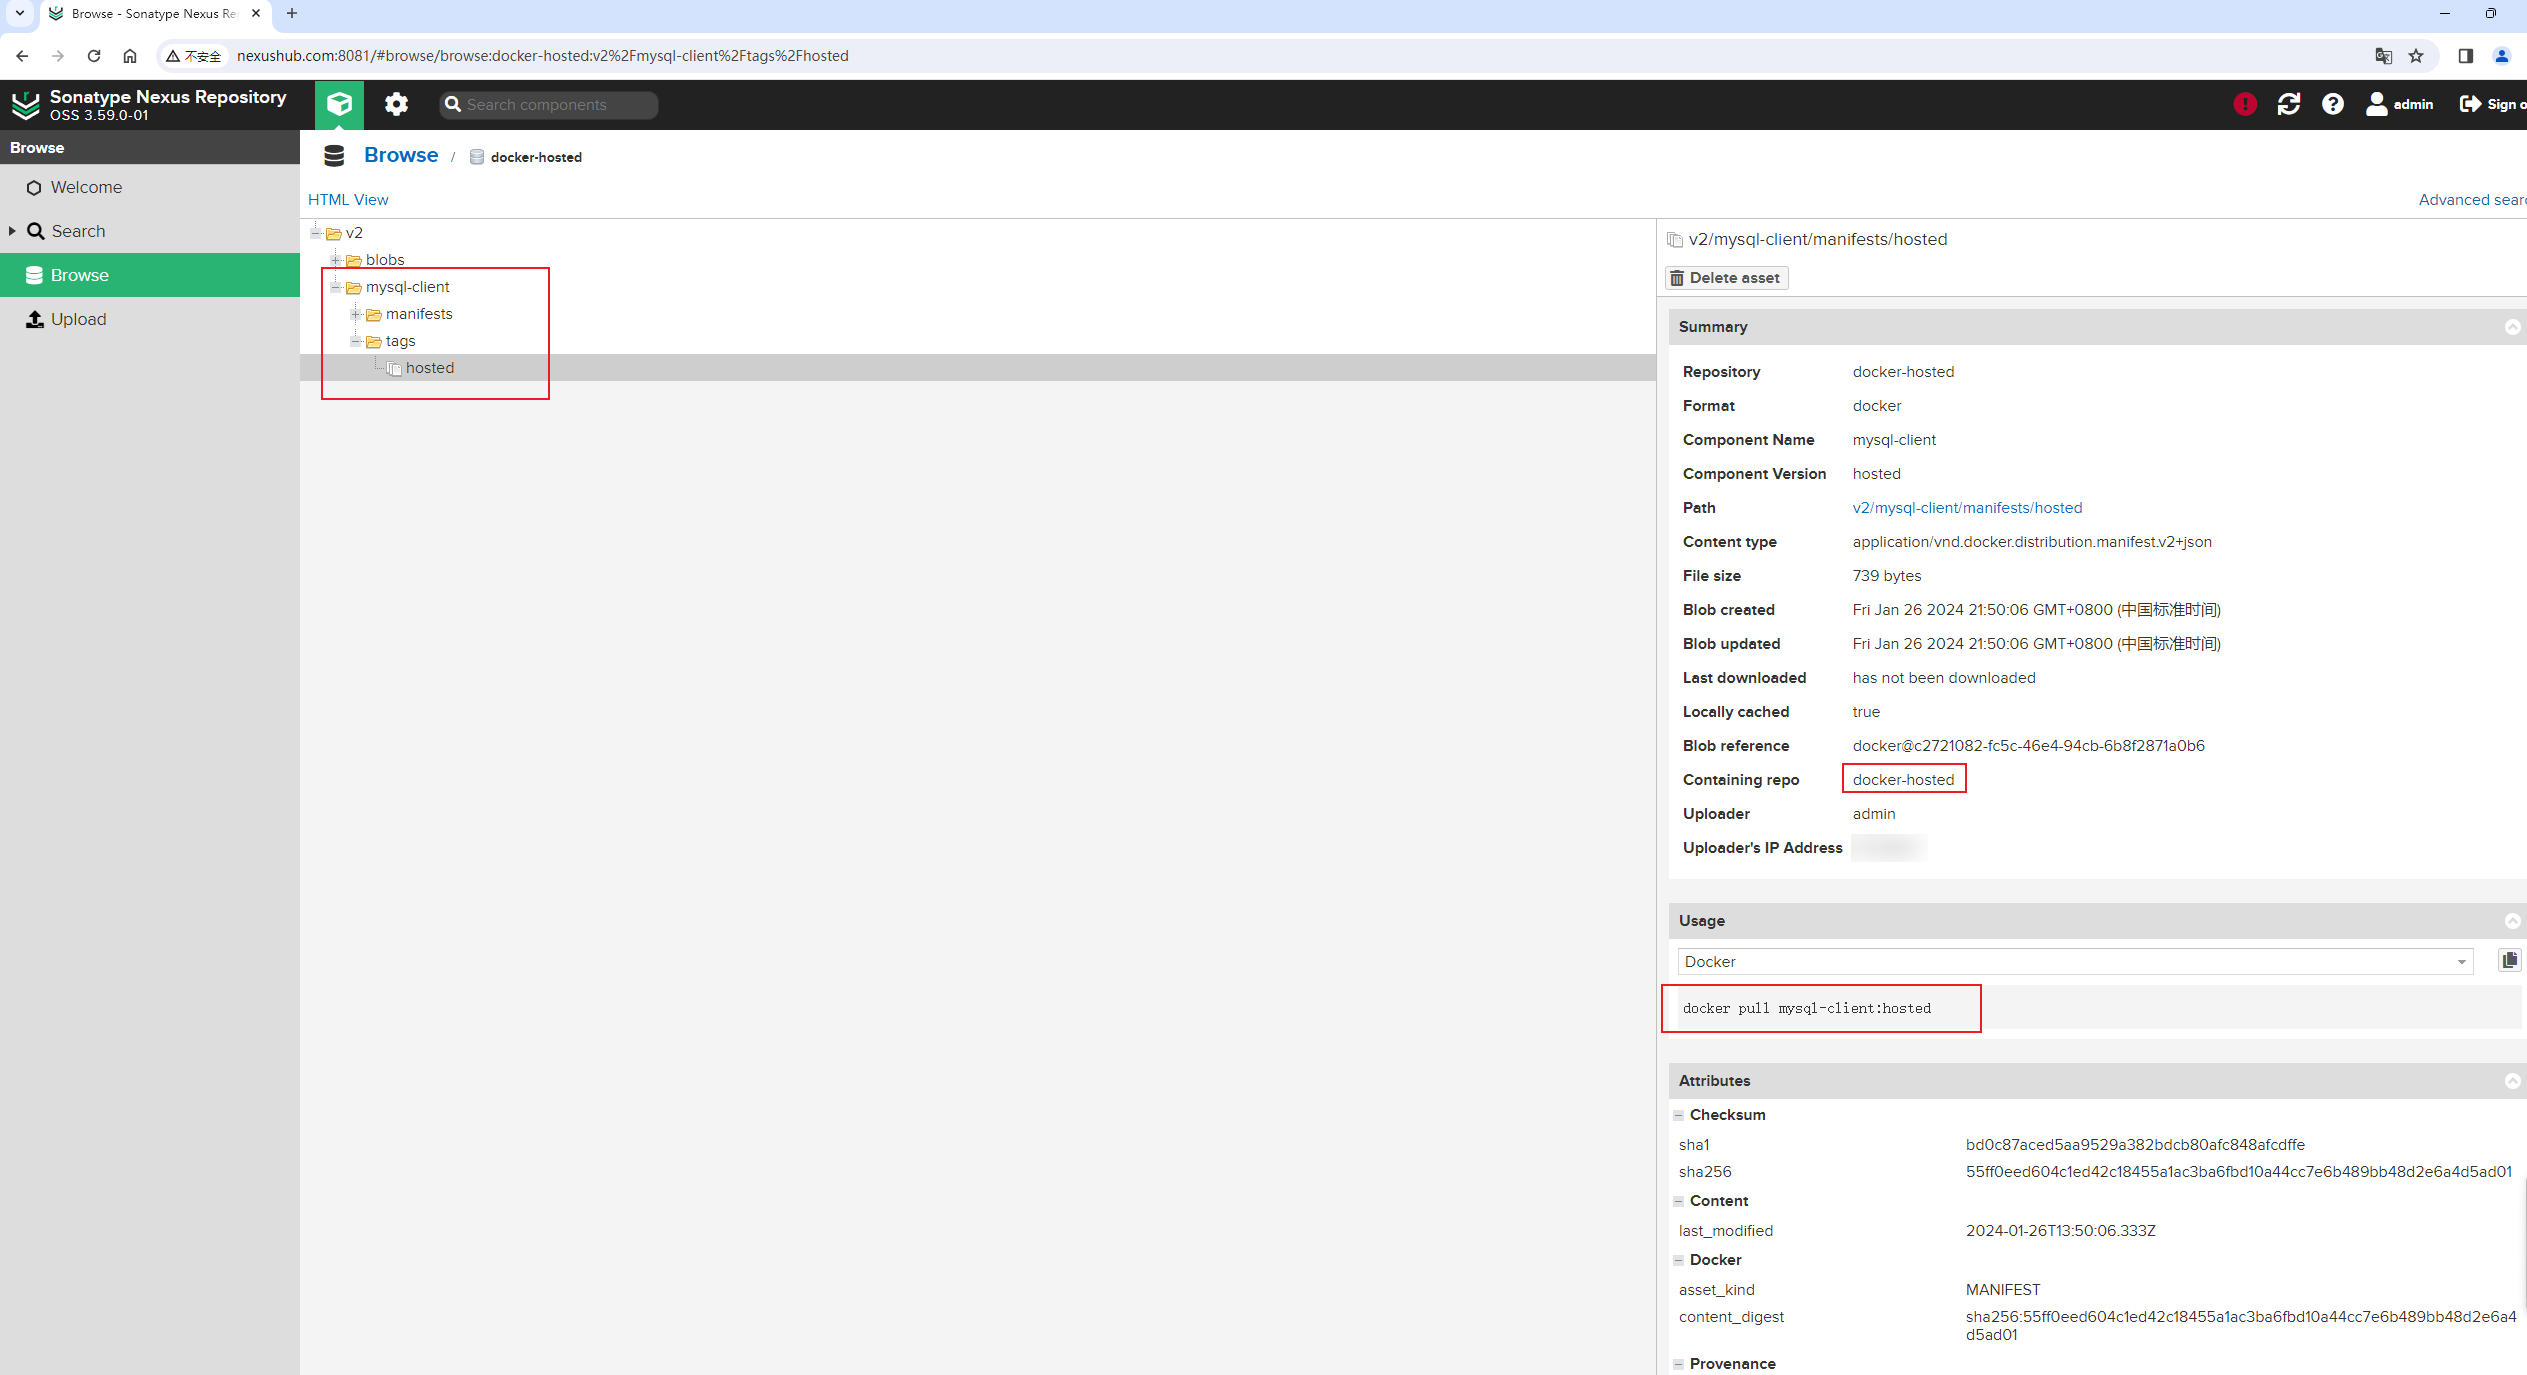 Browse - Sonatype Nexus Re
不安全
nexushub.com:8081/#browse/browse:docker-hosted:v2%2Fmysql-client%2Ftags%2Fhosted
Sonatype Nexus Repository
OSS 3.59.0-01
Search components
admin
Sign o
Browse
Welcome
Search
Browse
Upload
Browse / docker-hosted
HTML View
Advanced sear
v2
blobs
mysql-client
manifests
tags
hosted
v2/mysql-client/manifests/hosted
Delete asset
Summary
Repository docker-hosted
Format docker
Component Name mysql-client
Component Version hosted
Path v2/mysql-client/manifests/hosted
Content type application/vnd.docker.distribution.manifest.v2+json
File size 739 bytes
Blob created Fri Jan 26 2024 21:50:06 GMT+0800 (中国标准时间)
Blob updated Fri Jan 26 2024 21:50:06 GMT+0800 (中国标准时间)
Last downloaded has not been downloaded
Locally cached true
Blob reference docker@c2721082-fc5c-46e4-94cb-6b8f2871a0b6
Containing repo docker-hosted
Uploader admin
Uploader's IP Address
Usage
Docker
docker pull mysql-client:hosted
Attributes
Checksum
sha1 bd0c87aced5aa9529a382bdcb80afc848afcdffe
sha256 55ff0eed604c1ed42c18455a1ac3ba6fbd10a44cc7e6b489bb48d2e6a4d5ad01
Content
last_modified 2024-01-26T13:50:06.333Z
Docker
asset_kind MANIFEST
content_digest sha256:55ff0eed604c1ed42c18455a1ac3ba6fbd10a44cc7e6b489bb48d2e6a4
d5ad01
Provenance